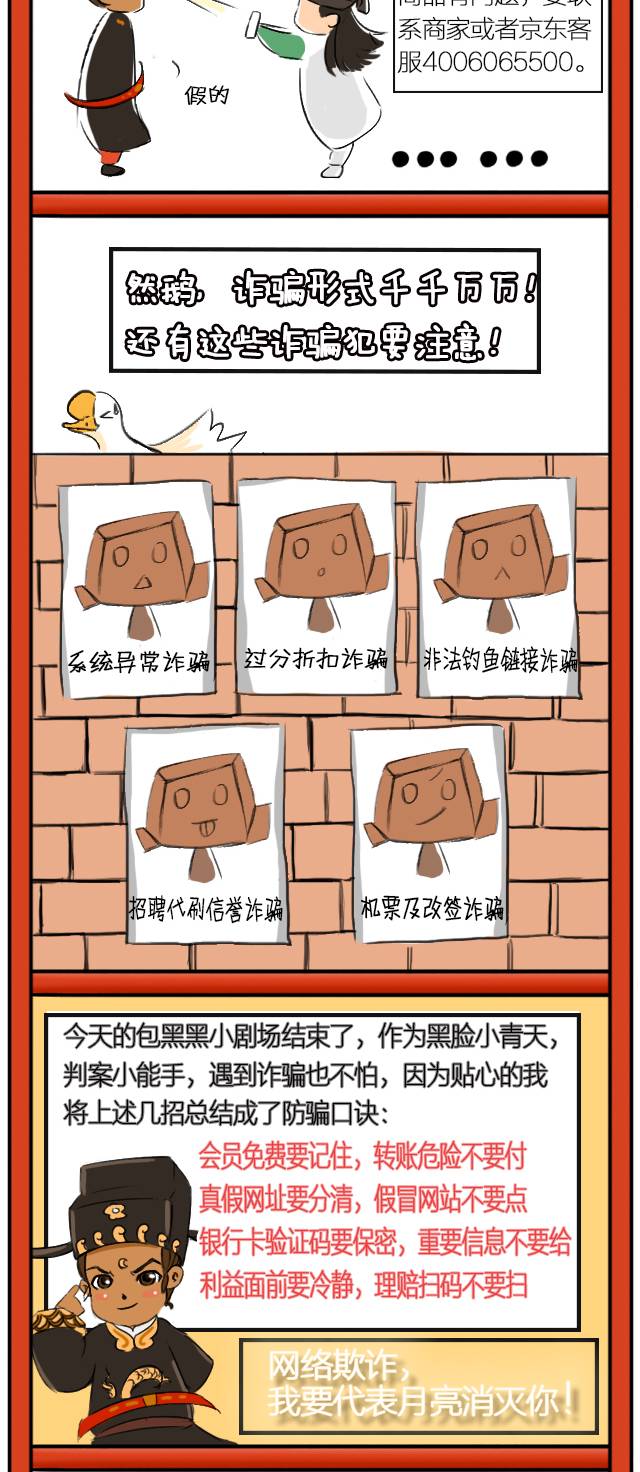 商品有问题，要联
系商家或者京东客
服4006065500。
假的
然鹅，诈骗形式千千万万！
还有这些诈骗犯要注意！
系统异常诈骗
过分折扣诈骗
非法钓鱼链接诈骗
招聘代刷信誉诈骗
机票及改签诈骗
今天的包黑黑小剧场结束了，作为黑脸小青天，
判案小能手，遇到诈骗也不怕，因为贴心的我
将上述几招总结成了防骗口诀：
会员免费要记住，转账危险不要付
真假网址要分清，假冒网站不要点
银行卡验证码要保密，重要信息不要给
利益面前要冷静，理赔扫码不要扫
网络欺诈，
我要代表月亮消灭你！